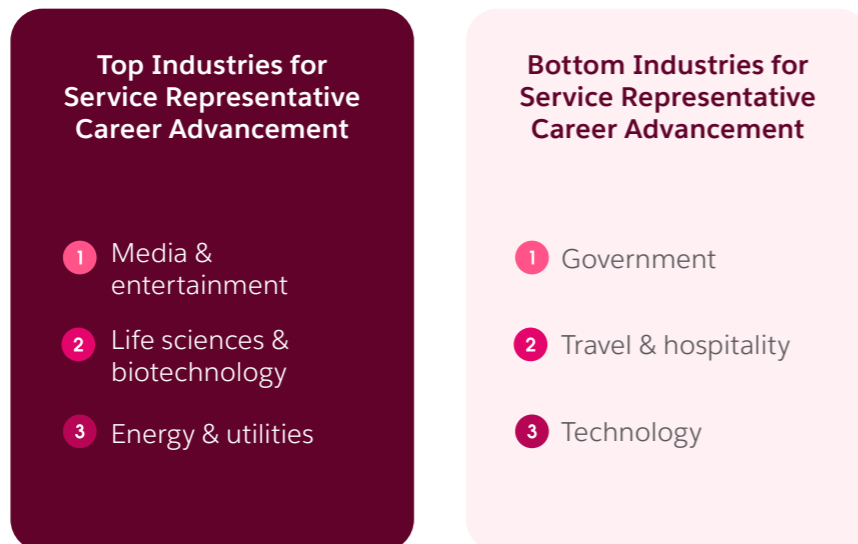 Top Industries for
Service Representative
Career Advancement
1 Media &
entertainment
2 Life sciences &
biotechnology
3 Energy & utilities
Bottom Industries for
Service Representative
Career Advancement
1 Government
2 Travel & hospitality
3 Technology